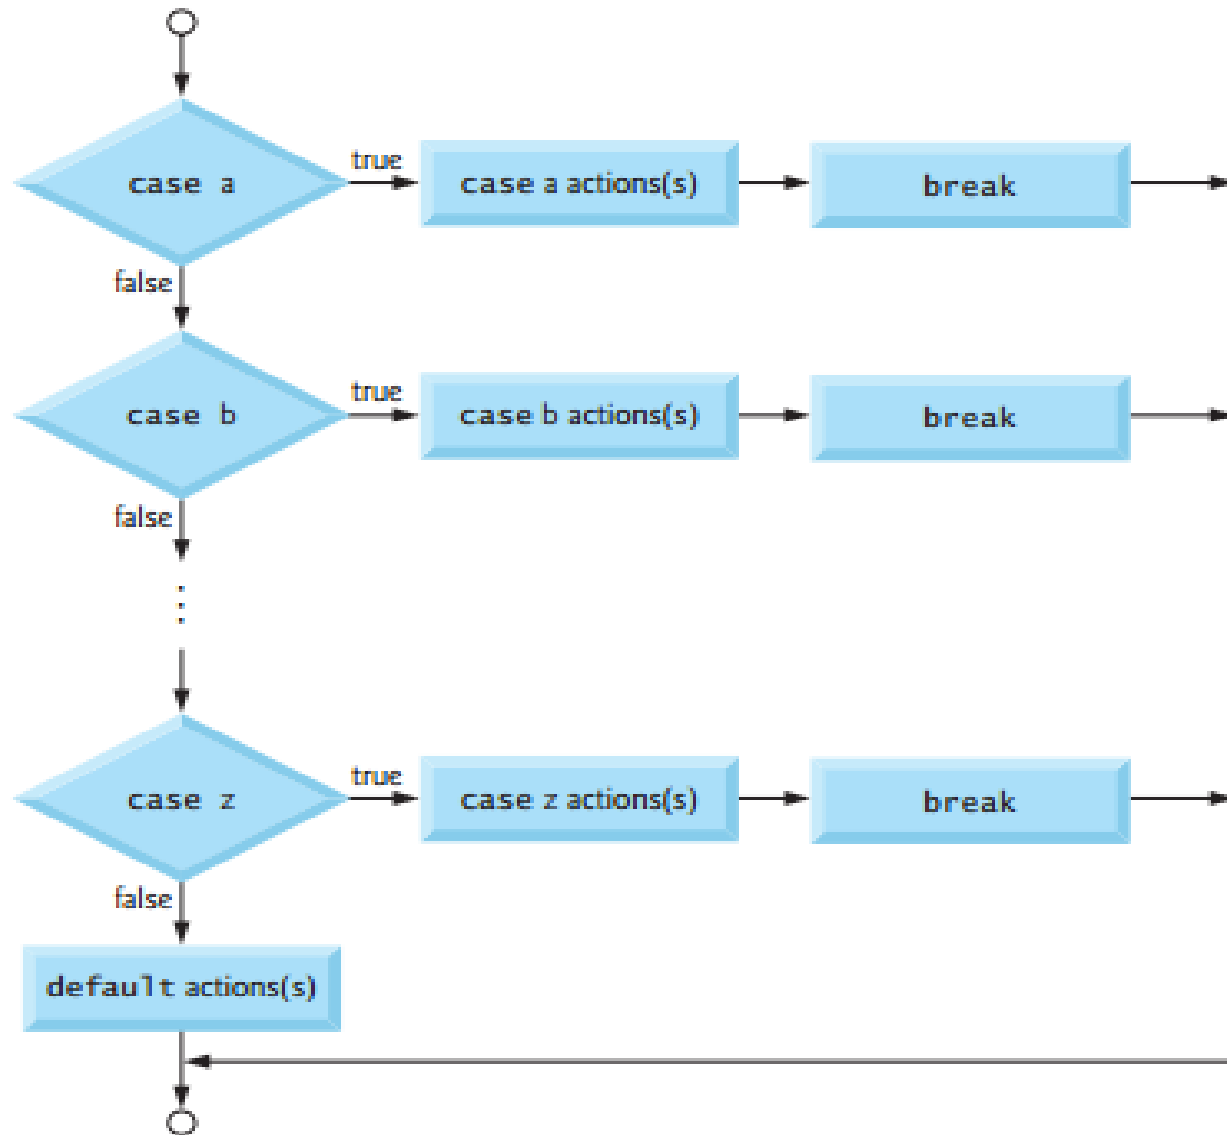 case a
true
case a actions(s)
break
false
case b
true
case b actions(s)
break
false
case z
true
case z actions(s)
break
false
default actions(s)